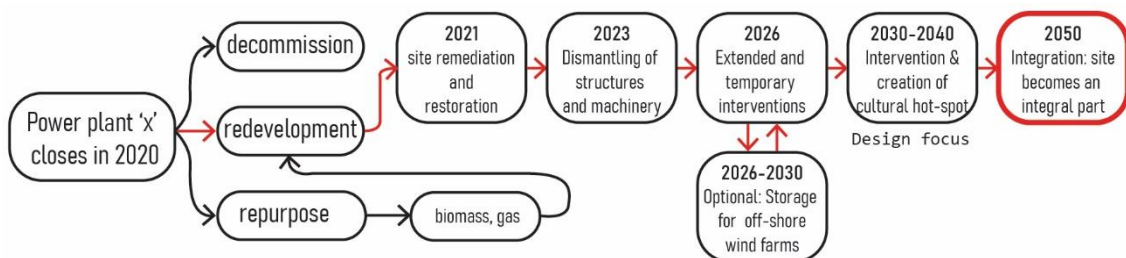 decommission
Power plant ‘x’
closes in 2020
redevelopment
repurpose
biomass, gas
2021
site remediation
and
restoration
2023
Dismantling of
structures
and machinery
2026
Extended and
temporary
interventions
2026-2030
Optional: Storage
for off-shore
wind farms
2030-2040
Intervention &
creation of
cultural hot-spot
Design focus
2050
Integration: site
becomes an
integral part